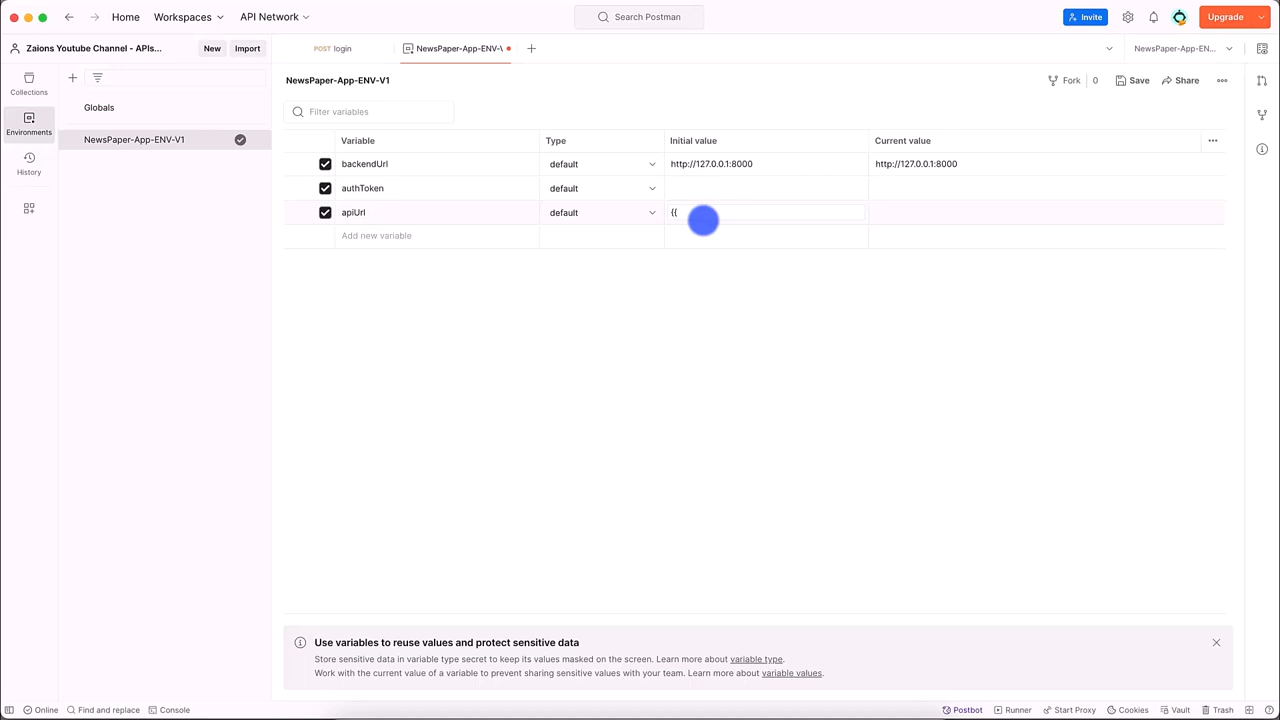 Home
Workspaces
API Network
Search Postman
Invite
Upgrade
Zaions Youtube Channel - APIs...
New
Import
POST login
NewsPaper-App-ENV-V
NewsPaper-App-EN...
Collections
Environments
History
Globals
NewsPaper-App-ENV-V1
NewsPaper-App-ENV-V1
Fork 0
Save
Share
Filter variables
Variable Type Initial value Current value
backendUrl default http://127.0.0.1:8000 http://127.0.0.1:8000
authToken default
apiUrl default {{
Add new variable
Use variables to reuse values and protect sensitive data
Store sensitive data in variable type secret to keep its values masked on the screen. Learn more about variable type.
Work with the current value of a variable to prevent sharing sensitive values with your team. Learn more about variable values.
Online
Find and replace
Console
Postbot
Runner
Start Proxy
Cookies
Vault
Trash